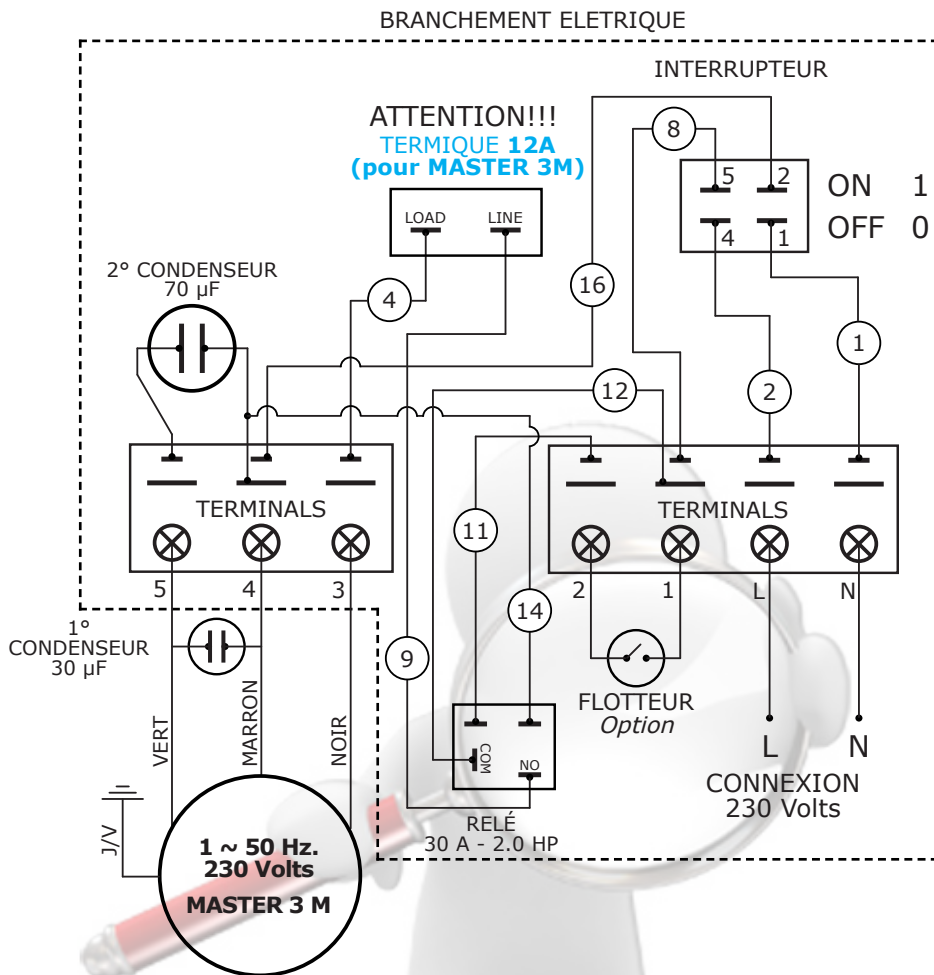 BRANCHEMENT ELETRIQUE
INTERRUPTEUR
ATTENTION!!!
TERMIQUE 12A
(pour MASTER 3M)
8
5 2
ON 1
LOAD LINE
4 1
OFF 0
2° CONDENSEUR
70 µF
4
16
1
12
2
TERMINALS
TERMINALS
11
5 4 3
2 1 L N
14
1°
CONDENSEUR
30 µF
9
FLOTTEUR
Option
VERT
MARRON
NOIR
COM
NO
L N
CONNEXION
230 Volts
RELÉ
30 A - 2.0 HP
J/V
1 ~ 50 Hz.
230 Volts
MASTER 3 M